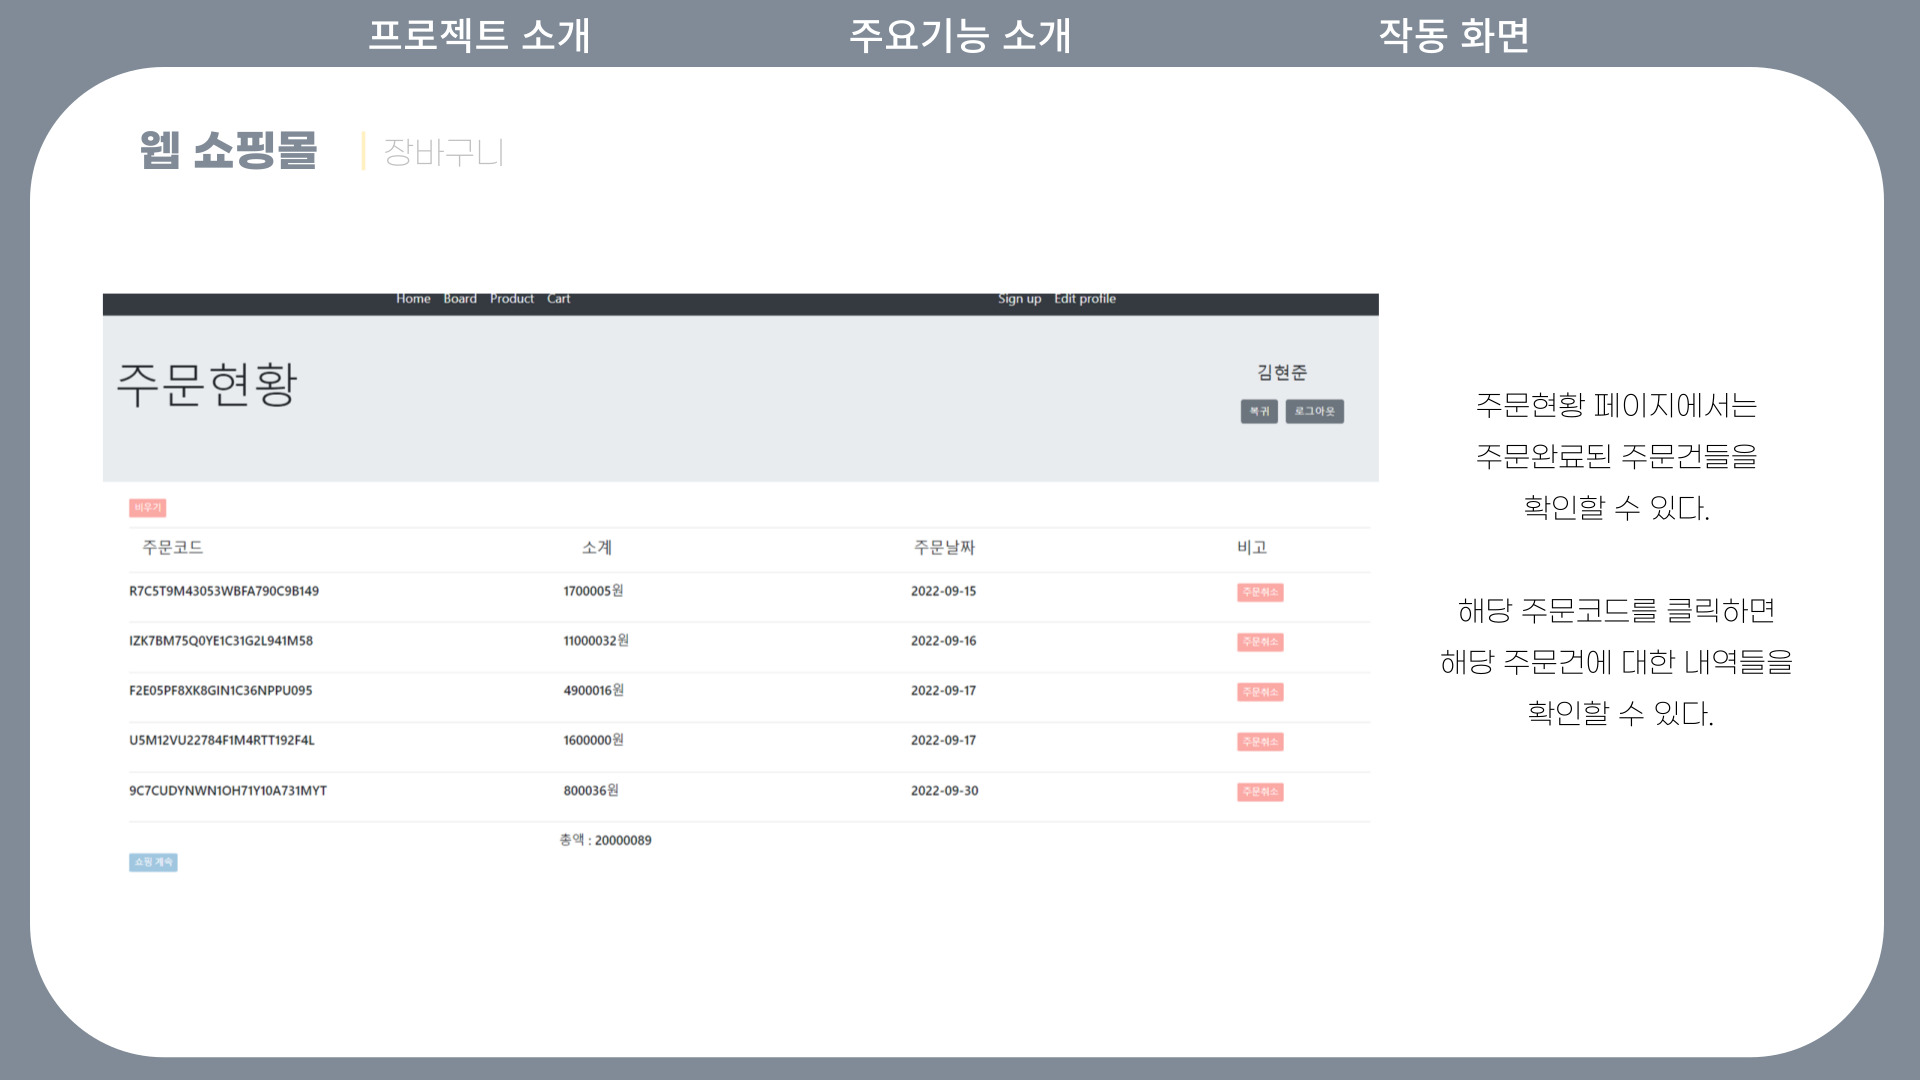 프로젝트 소개 주요기능 소개 작동 화면
웹 쇼핑몰 장바구니
Home Board Product Cart Sign up Edit profile
주문현황
김현준
복귀 로그아웃
비우기
주문코드 소계 주문날짜 비고
R7C5T9M43053WBFA790C9B149 1700005원 2022-09-15 주문취소
IZK7BM75Q0YE1C31G2L941M58 11000032원 2022-09-16 주문취소
F2E05PF8XK8GIN1C36NPPU095 4900016원 2022-09-17 주문취소
U5M12VU22784F1M4RTT192F4L 1600000원 2022-09-17 주문취소
9C7CUDYNWN1OH71Y10A731MYT 800036원 2022-09-30 주문취소
총액 : 20000089
쇼핑 계속
주문현황 페이지에서는
주문완료된 주문건들을
확인할 수 있다.
해당 주문코드를 클릭하면
해당 주문건에 대한 내역들을
확인할 수 있다.